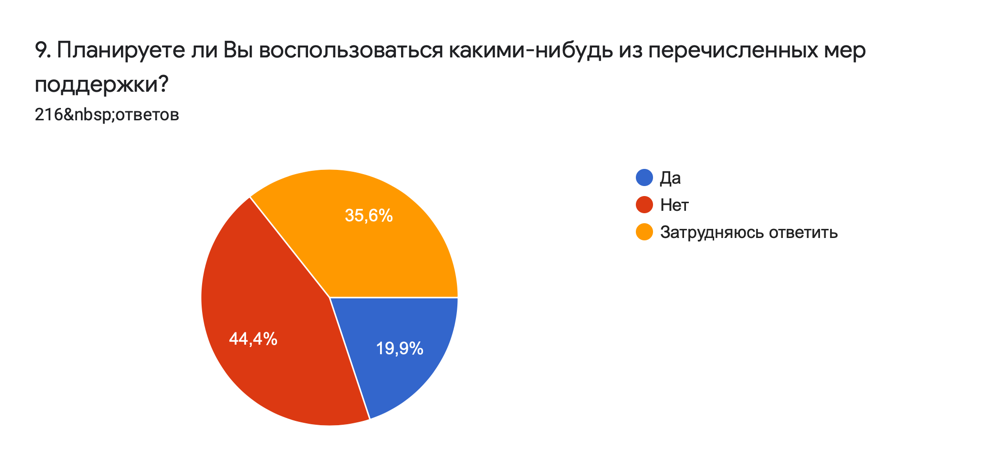 9. Планируете ли Вы воспользоваться какими-нибудь из перечисленных мер
поддержки?
216&nbsp;ответов
Да
Нет
Затрудняюсь ответить
35,6%
44,4%
19,9%